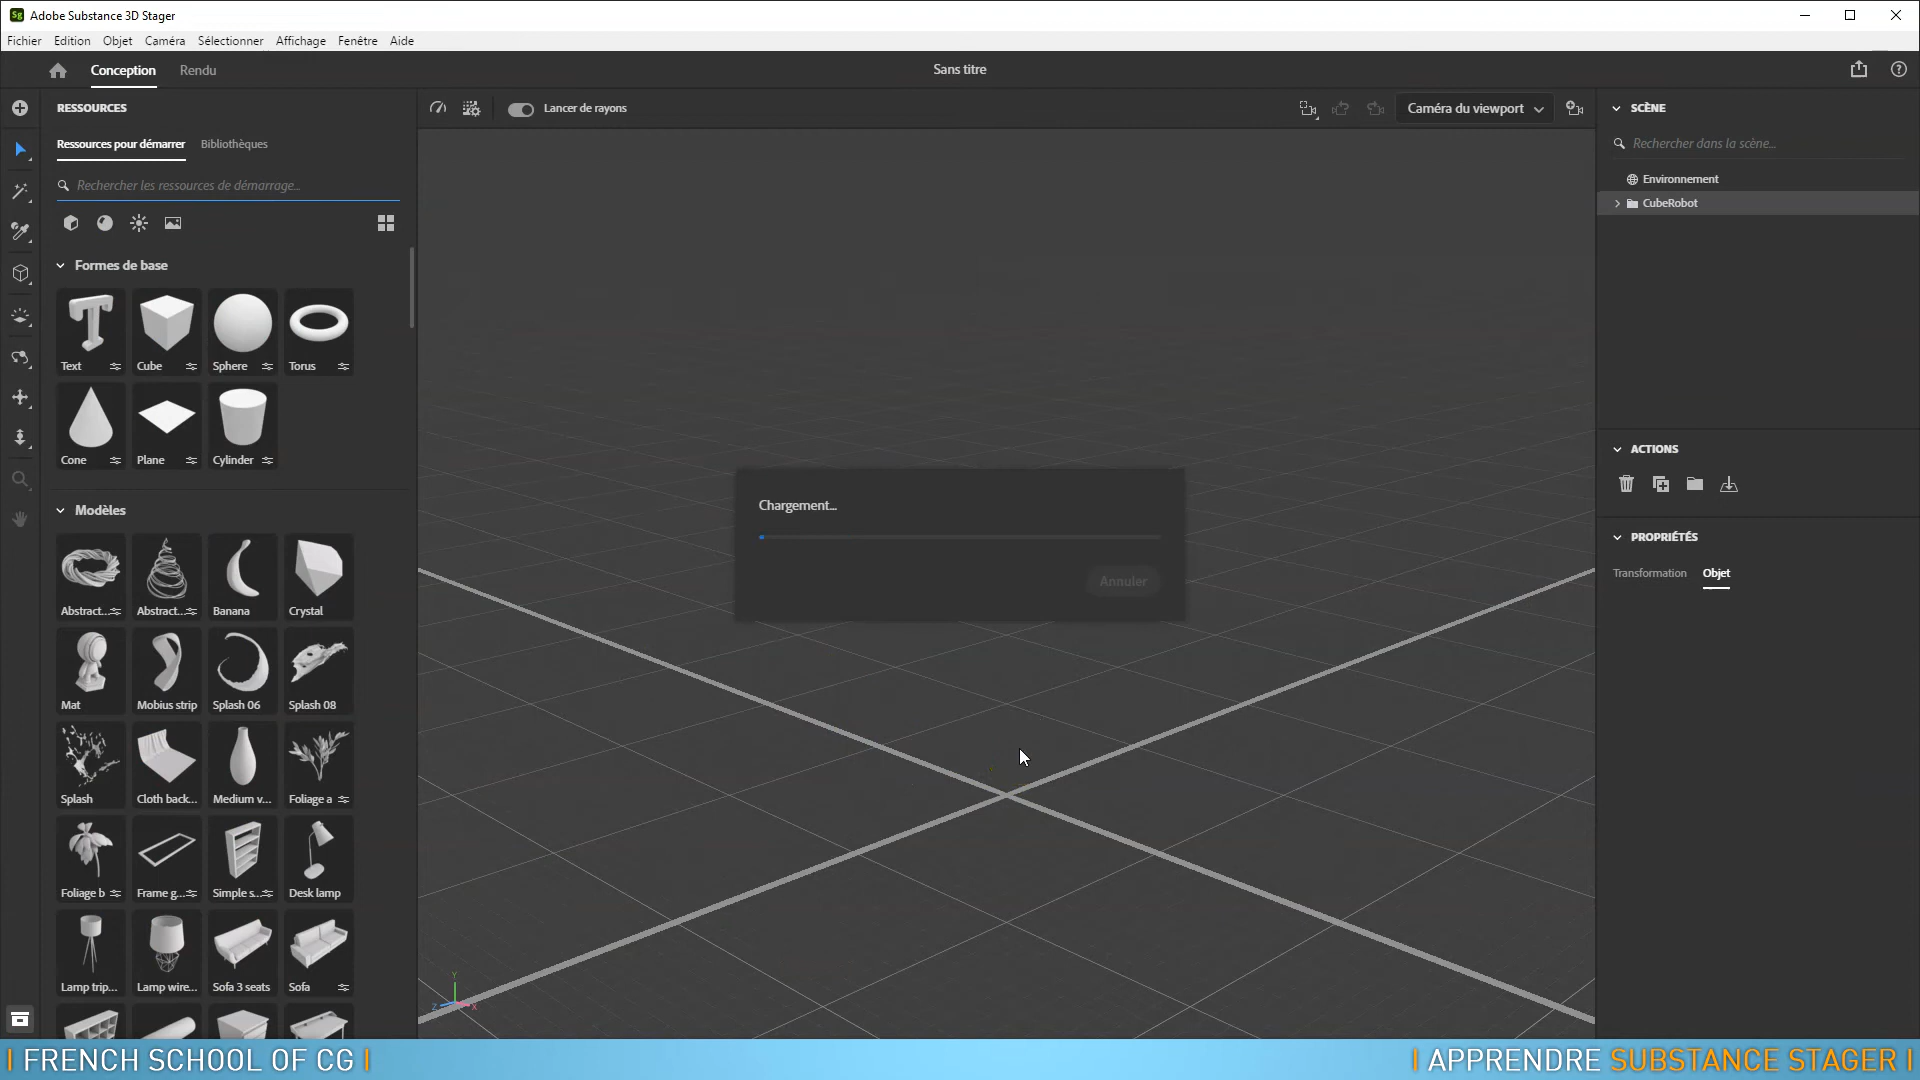 Sg Adobe Substance 3D Stager
Fichier Edition Objet Caméra Sélectionner Affichage Fenêtre Aide
Conception Rendu Sans titre
RESSOURCES Lancer de rayons Caméra du viewport SCÈNE
Ressources pour démarrer Bibliothèques Rechercher dans la scène...
Rechercher les ressources de démarrage...
Environnement
CubeRobot
Formes de base
Text Cube Sphere Torus
Cone Plane Cylinder
ACTIONS
Modèles
Chargement...
PROPRIÉTÉS
Transformation Objet
Annuler
Abstract... Abstract... Banana Crystal
Mat Mobius strip Splash 06 Splash 08
Splash Cloth back... Medium v... Foliage a
Foliage b Frame g... Simple s... Desk lamp
Lamp trip... Lamp wire... Sofa 3 seats Sofa
Y
Z X
| FRENCH SCHOOL OF CG | | APPRENDRE SUBSTANCE STAGER |